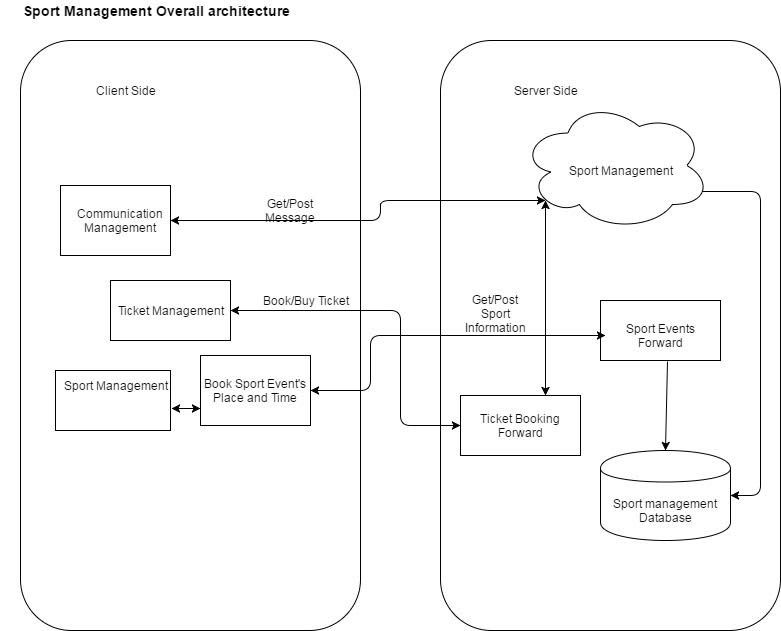 Sport Management Overall architecture
Client Side
Server Side
Sport Management
Communication
Management
Get/Post
Message
Ticket Management
Book/Buy Ticket
Get/Post
Sport
Information
Sport Events
Forward
Sport Management
Book Sport Event's
Place and Time
Ticket Booking
Forward
Sport management
Database